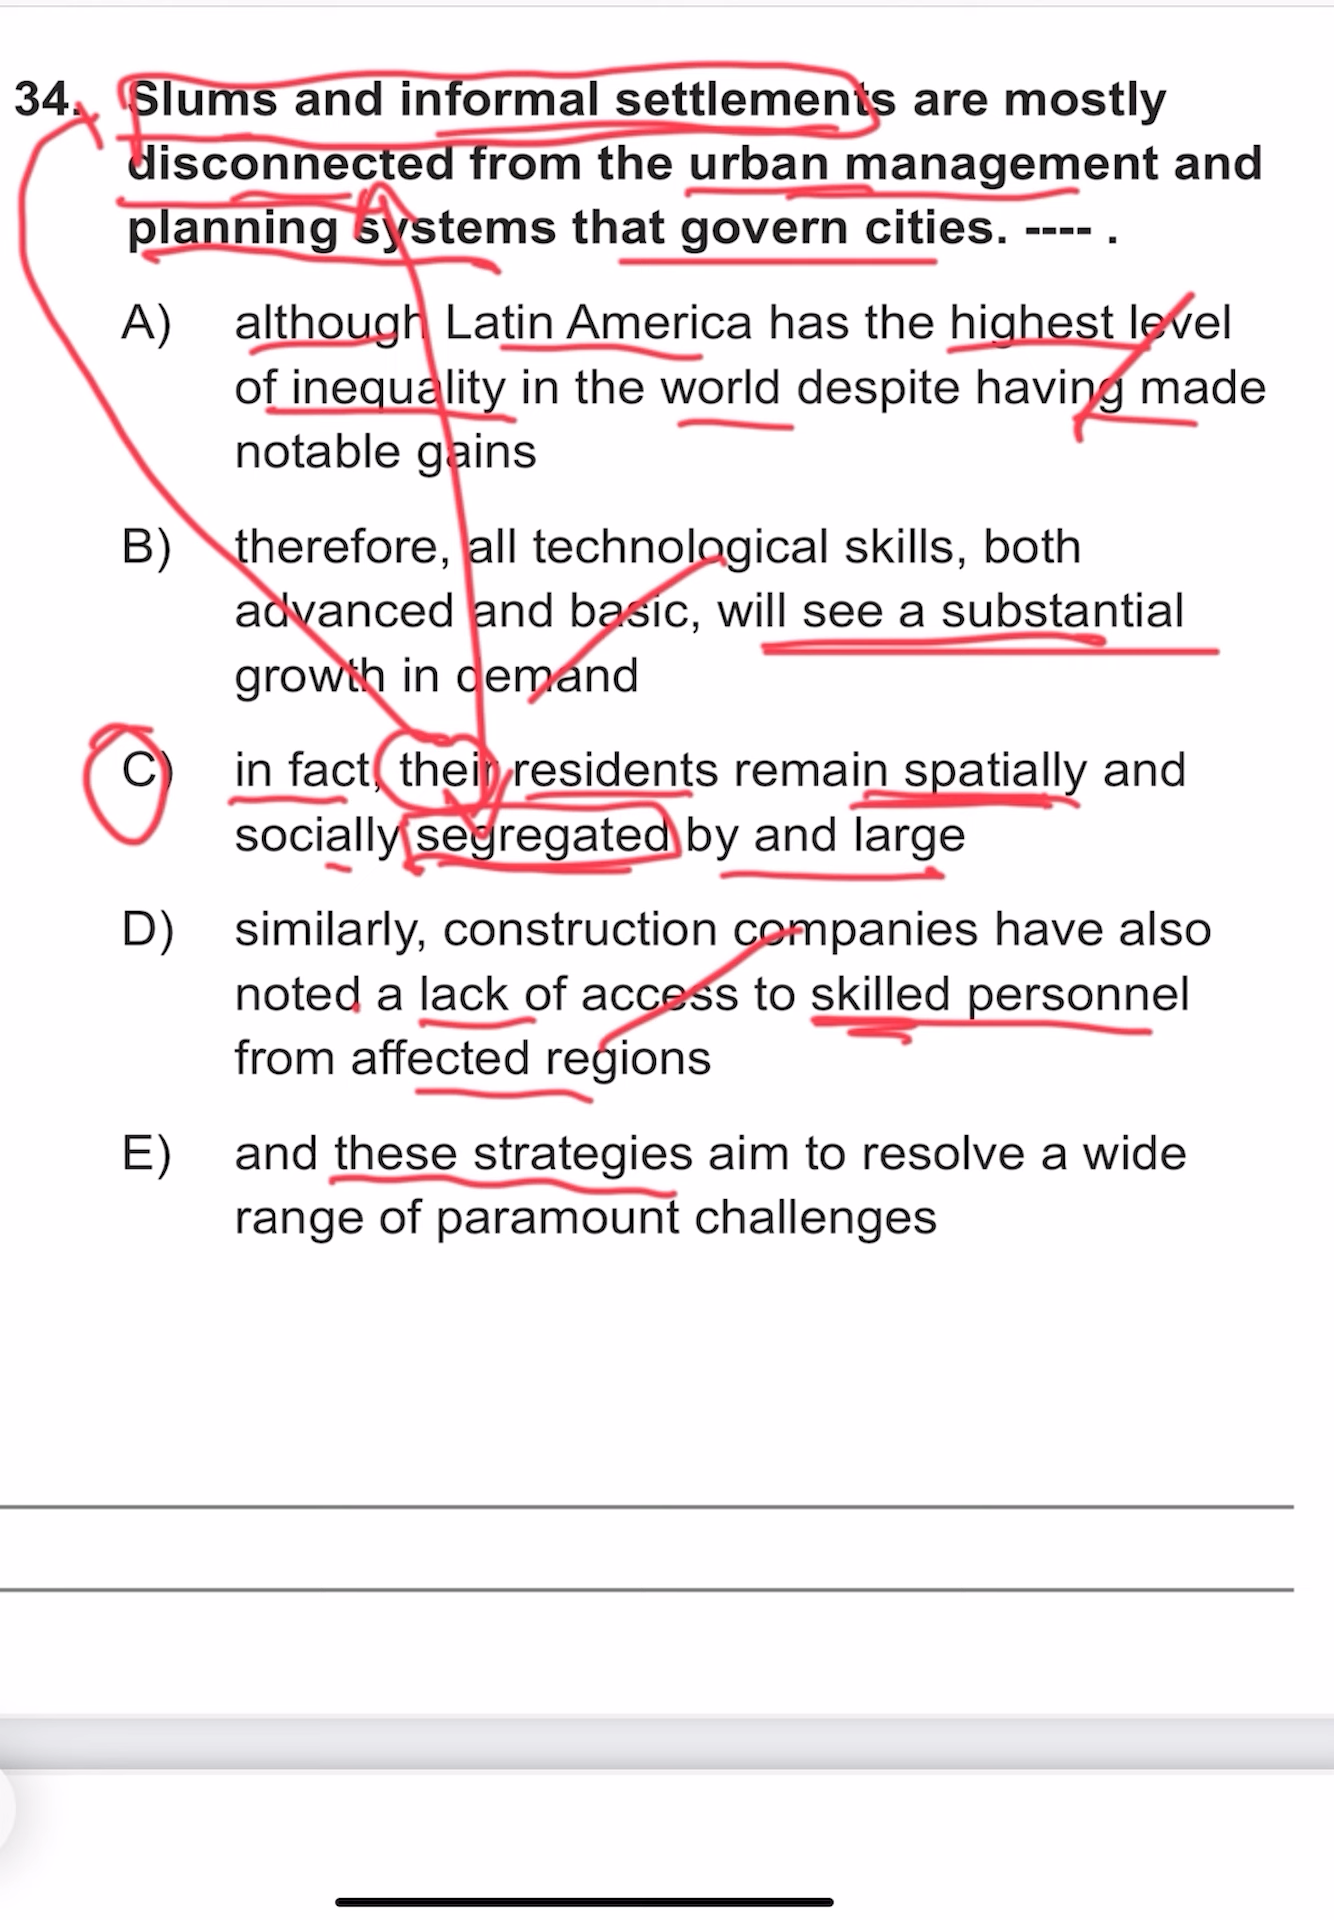 34. Slums and informal settlements are mostly
disconnected from the urban management and
planning systems that govern cities. ---- .
A) although Latin America has the highest level
of inequality in the world despite having made
notable gains
B) therefore, all technological skills, both
advanced and basic, will see a substantial
growth in demand
C) in fact, their residents remain spatially and
socially segregated by and large
D) similarly, construction companies have also
noted a lack of access to skilled personnel
from affected regions
E) and these strategies aim to resolve a wide
range of paramount challenges